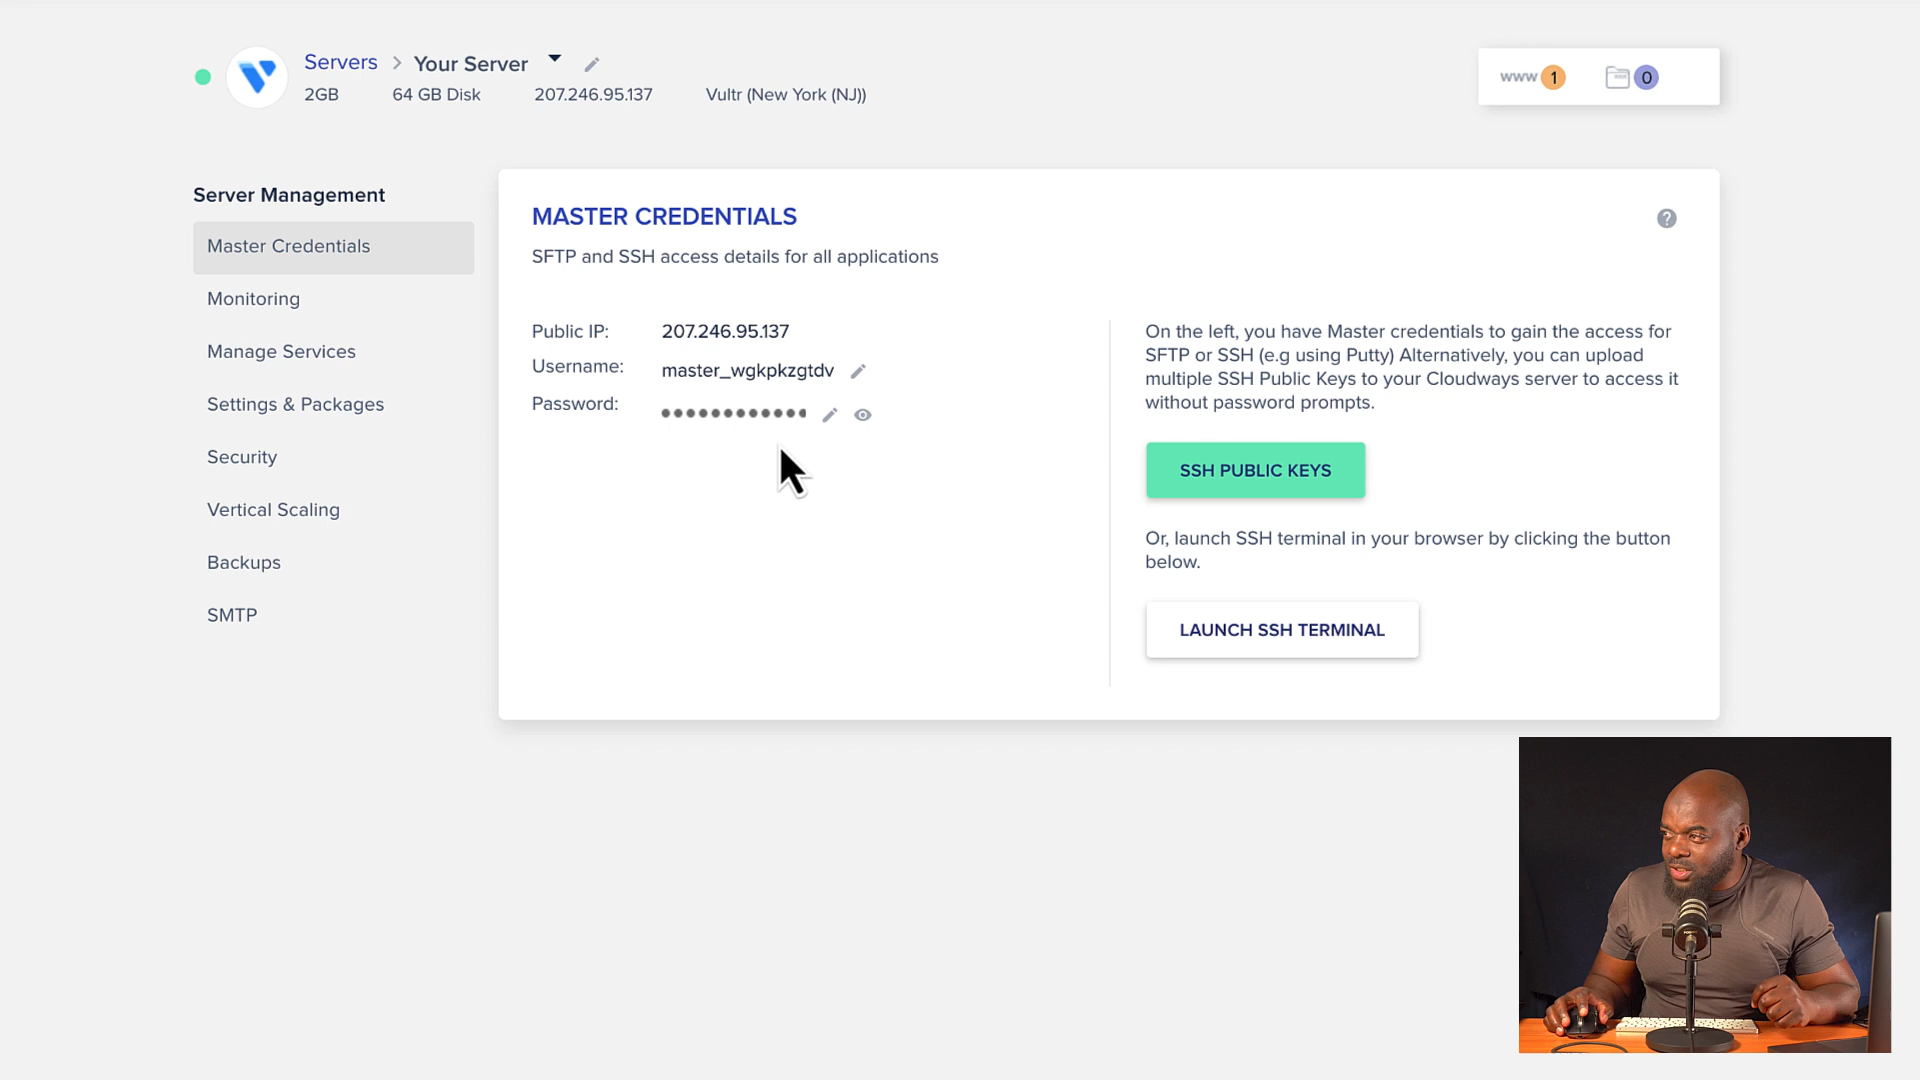 Servers > Your Server
2GB 64 GB Disk 207.246.95.137 Vultr (New York (NJ))
www 1 0
Server Management
Master Credentials
Monitoring
Manage Services
Settings & Packages
Security
Vertical Scaling
Backups
SMTP
MASTER CREDENTIALS
?
SFTP and SSH access details for all applications
Public IP: 207.246.95.137
Username: master_wgkpkzgtdv
Password: ●●●●●●●●●●●●
On the left, you have Master credentials to gain the access for
SFTP or SSH (e.g using Putty) Alternatively, you can upload
multiple SSH Public Keys to your Cloudways server to access it
without password prompts.
SSH PUBLIC KEYS
Or, launch SSH terminal in your browser by clicking the button
below.
LAUNCH SSH TERMINAL